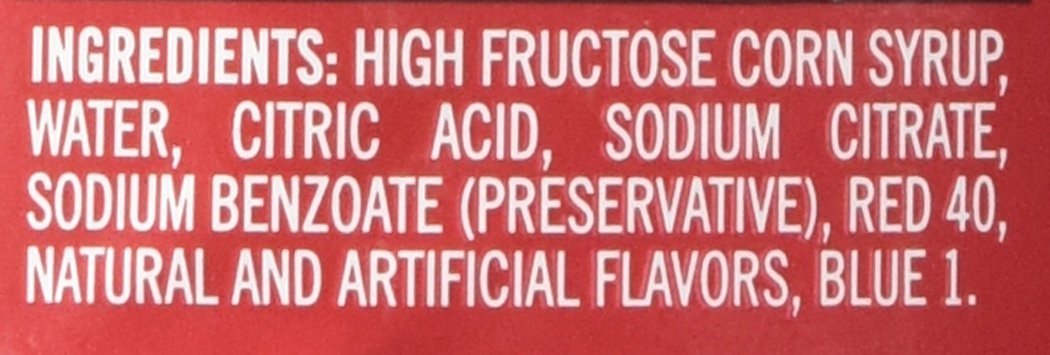 INGREDIENTS: HIGH FRUCTOSE CORN SYRUP,
WATER, CITRIC ACID, SODIUM CITRATE,
SODIUM BENZOATE (PRESERVATIVE), RED 40,
NATURAL AND ARTIFICIAL FLAVORS, BLUE 1.